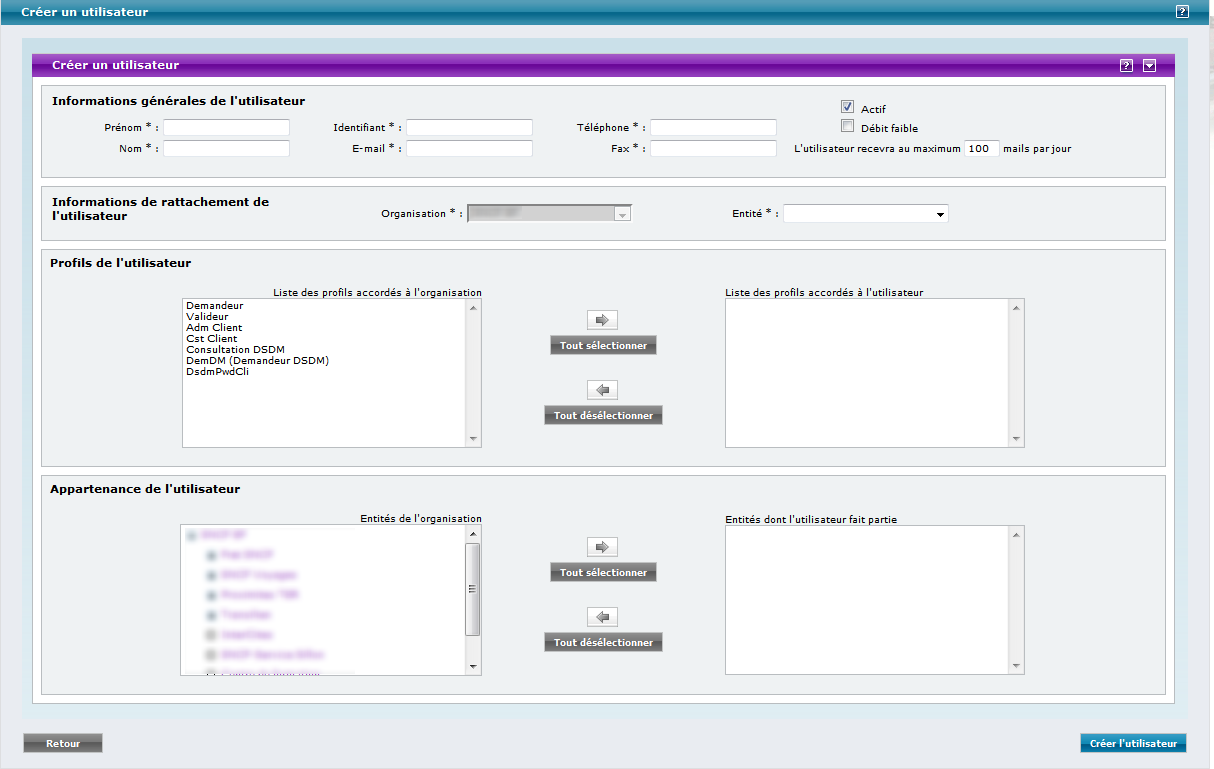 Créer un utilisateur
Créer un utilisateur
Informations générales de l'utilisateur
Prénom * :
Identifiant * :
Téléphone * :
Actif
Débit faible
Nom * :
E-mail * :
Fax * :
L'utilisateur recevra au maximum 100 mails par jour
Informations de rattachement de
l'utilisateur
Organisation * :
Entité * :
Profils de l'utilisateur
Liste des profils accordés à l'organisation
Demandeur
Valideur
Adm Client
Cst Client
Consultation DSDM
DemDM (Demandeur DSDM)
DsdmPwdCli
Tout sélectionner
Tout désélectionner
Liste des profils accordés à l'utilisateur
Appartenance de l'utilisateur
Entités de l'organisation
Tout sélectionner
Tout désélectionner
Entités dont l'utilisateur fait partie
Retour
Créer l'utilisateur